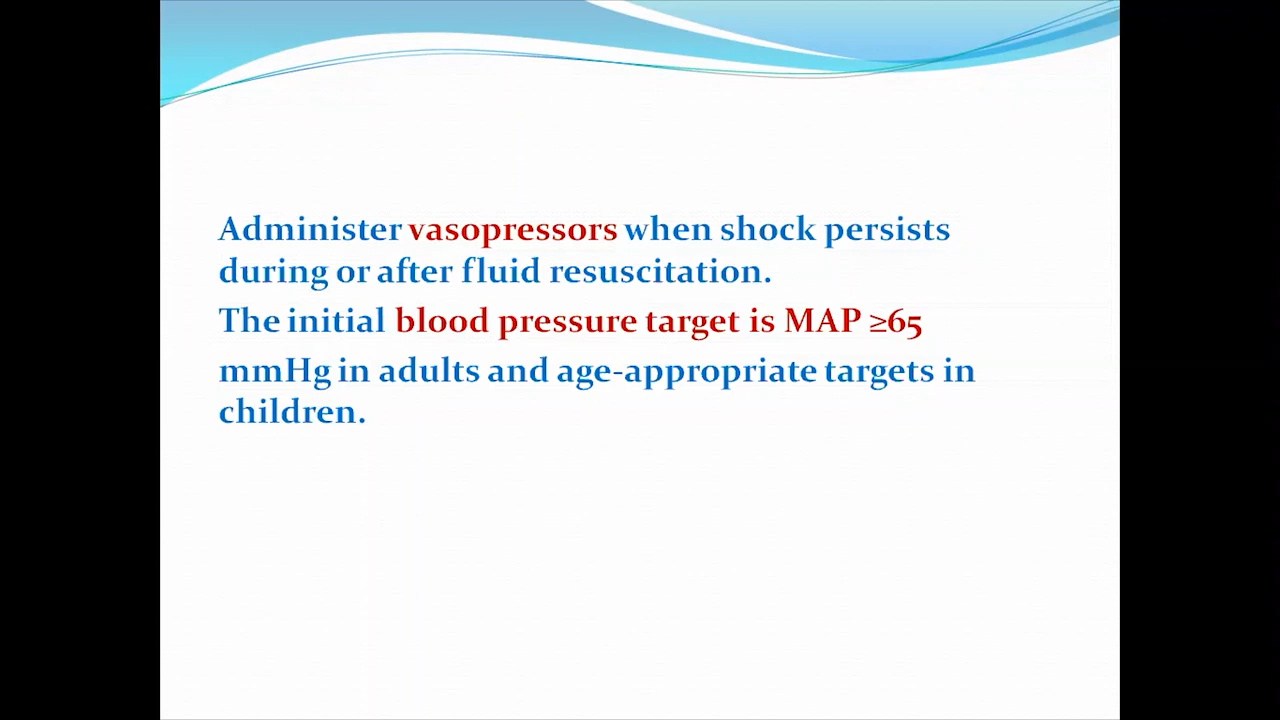 Administer vasopressors when shock persists
during or after fluid resuscitation.
The initial blood pressure target is MAP ≥65
mmHg in adults and age-appropriate targets in
children.